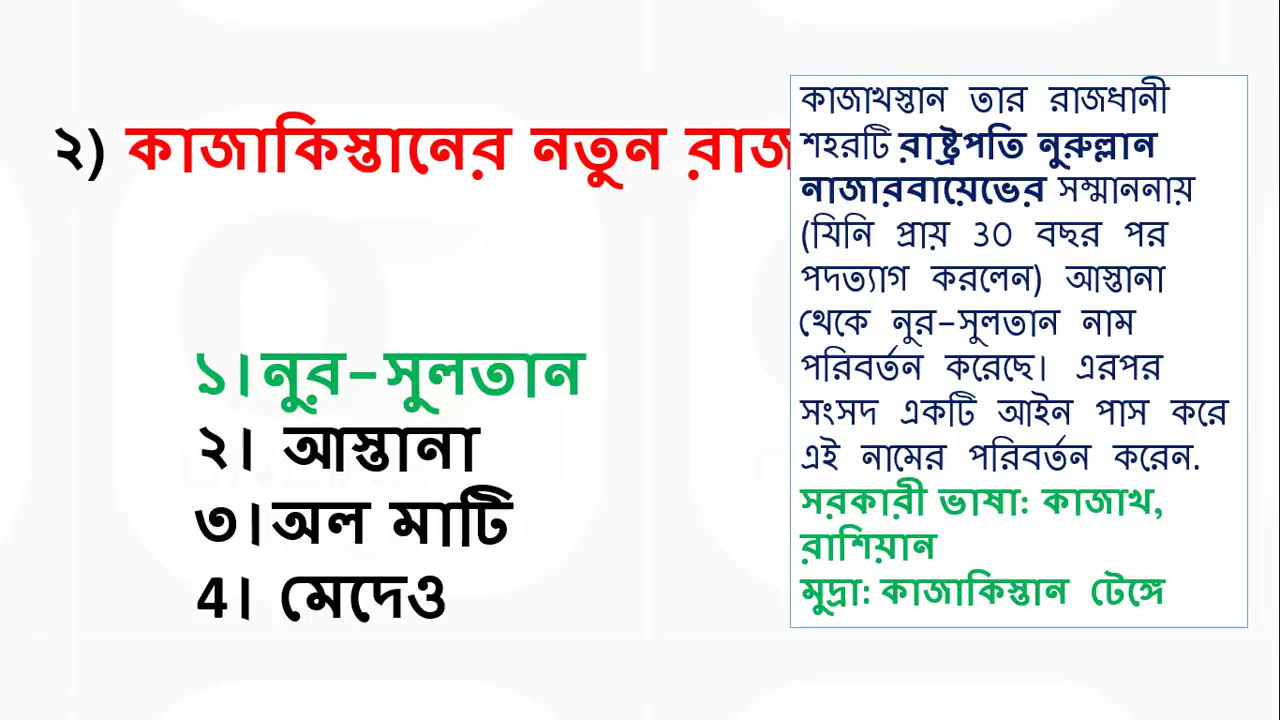 ২) কাজাকিস্তানের নতুন
১।নুর–সুলতান
২। আস্তানা
৩।অল মাটি
4। মেদেও
কাজাখস্তান তার রাজধানী
শহরটি রাষ্ট্রপতি নুরুল্লান
নাজারবায়েভের সম্মাননায়
(যিনি প্রায় 30 বছর পর
পদত্যাগ করলেন) আস্তানা
থেকে নুর–সুলতান নাম
পরিবর্তন করেছে। এরপর
সংসদ একটি আইন পাস করে
এই নামের পরিবর্তন করেন.
সরকারী ভাষা: কাজাখ,
রাশিয়ান
মুদ্রা: কাজাকিস্তান টেঙ্গে